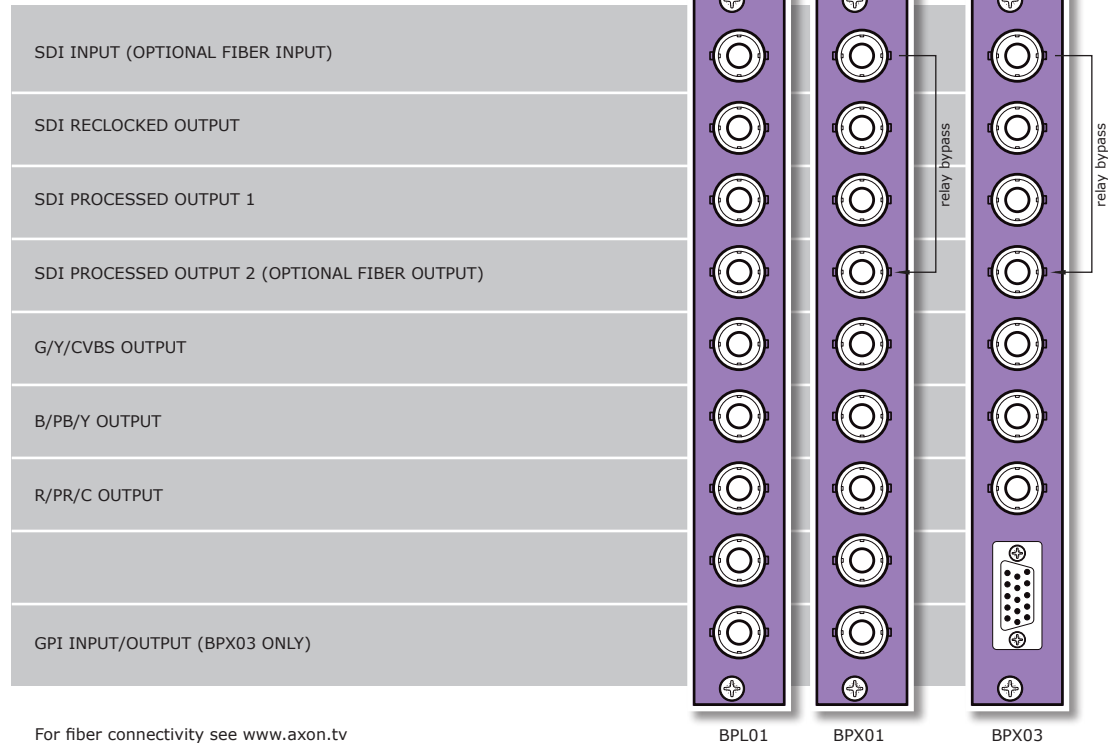 SDI INPUT (OPTIONAL FIBER INPUT)
SDI RECLOCKED OUTPUT
SDI PROCESSED OUTPUT 1
SDI PROCESSED OUTPUT 2 (OPTIONAL FIBER OUTPUT)
G/Y/CVBS OUTPUT
B/PB/Y OUTPUT
R/PR/C OUTPUT
GPI INPUT/OUTPUT (BPX03 ONLY)
relay bypass
relay bypass
For fiber connectivity see www.axon.tv
BPL01
BPX01
BPX03